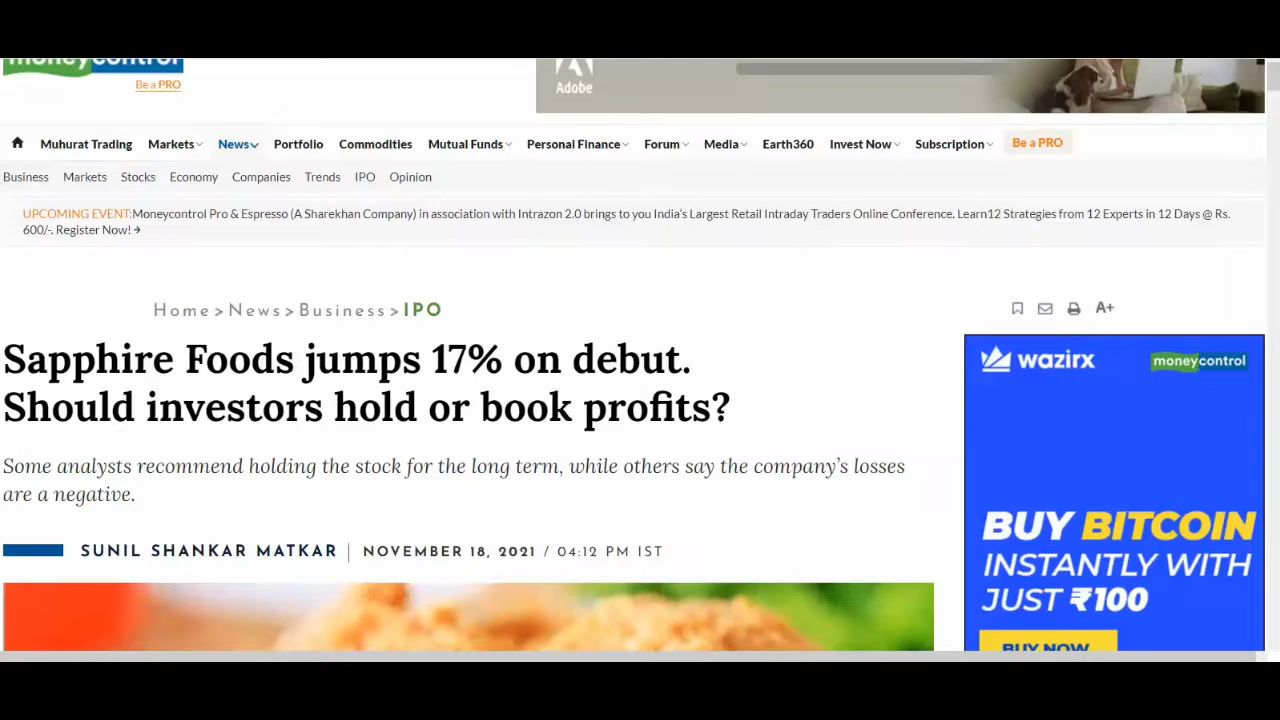 moneycontrol
Be a PRO
Adobe
Muhurat Trading Markets News Portfolio Commodities Mutual Funds Personal Finance Forum Media Earth360 Invest Now Subscription Be a PRO
Business Markets Stocks Economy Companies Trends IPO Opinion
UPCOMING EVENT:Moneycontrol Pro & Espresso (A Sharekhan Company) in association with Intrazon 2.0 brings to you India's Largest Retail Intraday Traders Online Conference. Learn12 Strategies from 12 Experts in 12 Days @ Rs.
600/-. Register Now!
Home > News > Business > IPO
A+
Sapphire Foods jumps 17% on debut.
Should investors hold or book profits?
Some analysts recommend holding the stock for the long term, while others say the company's losses
are a negative.
SUNIL SHANKAR MATKAR | NOVEMBER 18, 2021 / 04:12 PM IST
wazirx moneycontrol
BUY BITCOIN
INSTANTLY WITH
JUST ₹100
BUY NOW